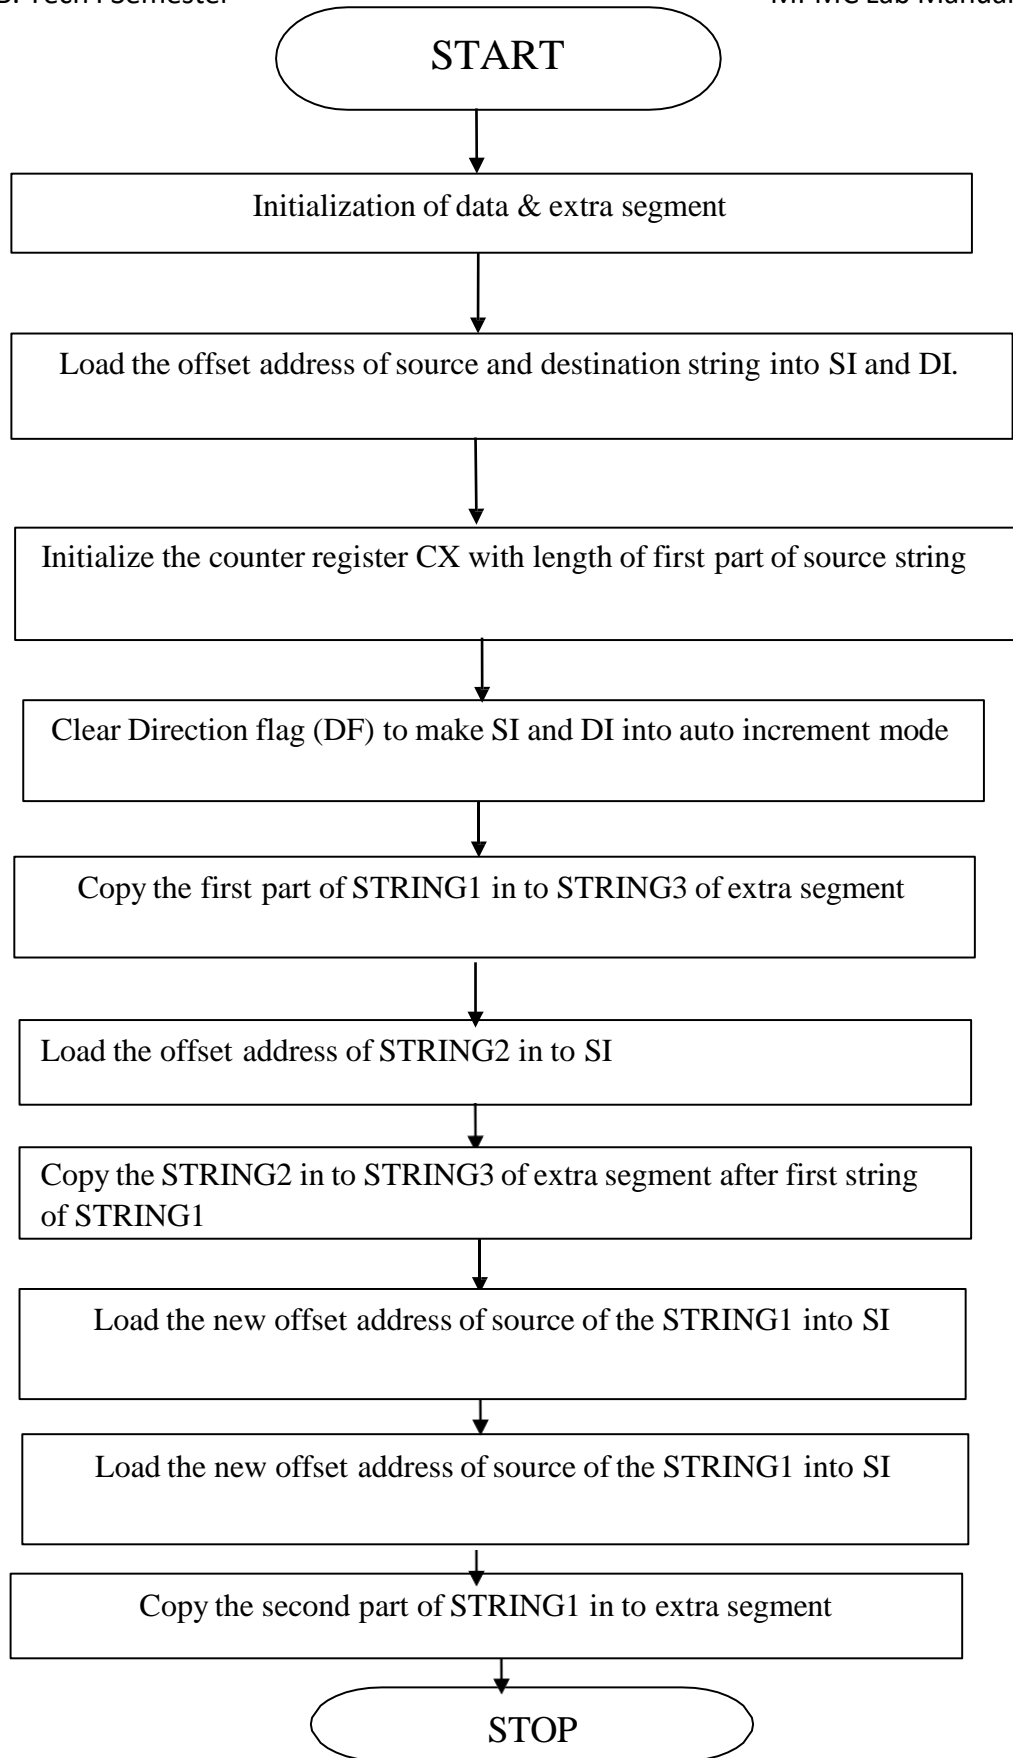 START
Initialization of data & extra segment
Load the offset address of source and destination string into SI and DI.
Initialize the counter register CX with length of first part of source string
Clear Direction flag (DF) to make SI and DI into auto increment mode
Copy the first part of STRING1 in to STRING3 of extra segment
Load the offset address of STRING2 in to SI
Copy the STRING2 in to STRING3 of extra segment after first string
of STRING1
Load the new offset address of source of the STRING1 into SI
Load the new offset address of source of the STRING1 into SI
Copy the second part of STRING1 in to extra segment
STOP